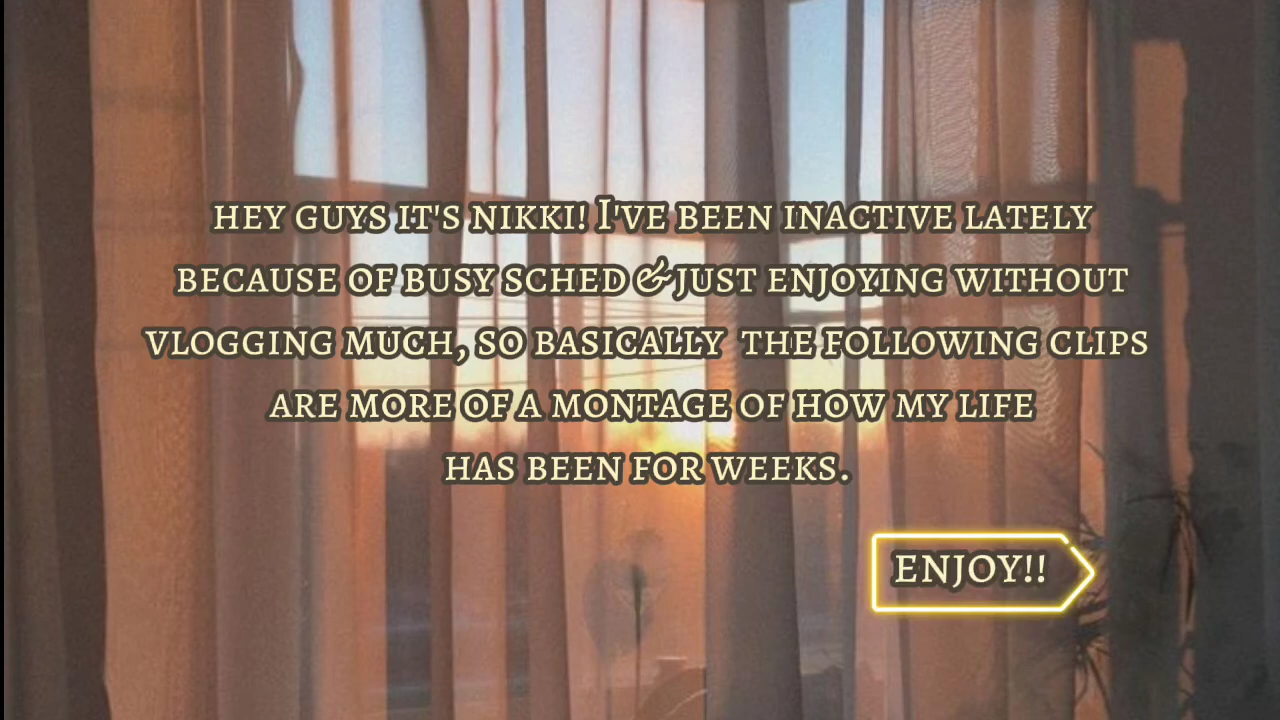 HEY GUYS IT'S NIKKI! I'VE BEEN INACTIVE LATELY
BECAUSE OF BUSY SCHED & JUST ENJOYING WITHOUT
VLOGGING MUCH, SO BASICALLY THE FOLLOWING CLIPS
ARE MORE OF A MONTAGE OF HOW MY LIFE
HAS BEEN FOR WEEKS.
ENJOY!!